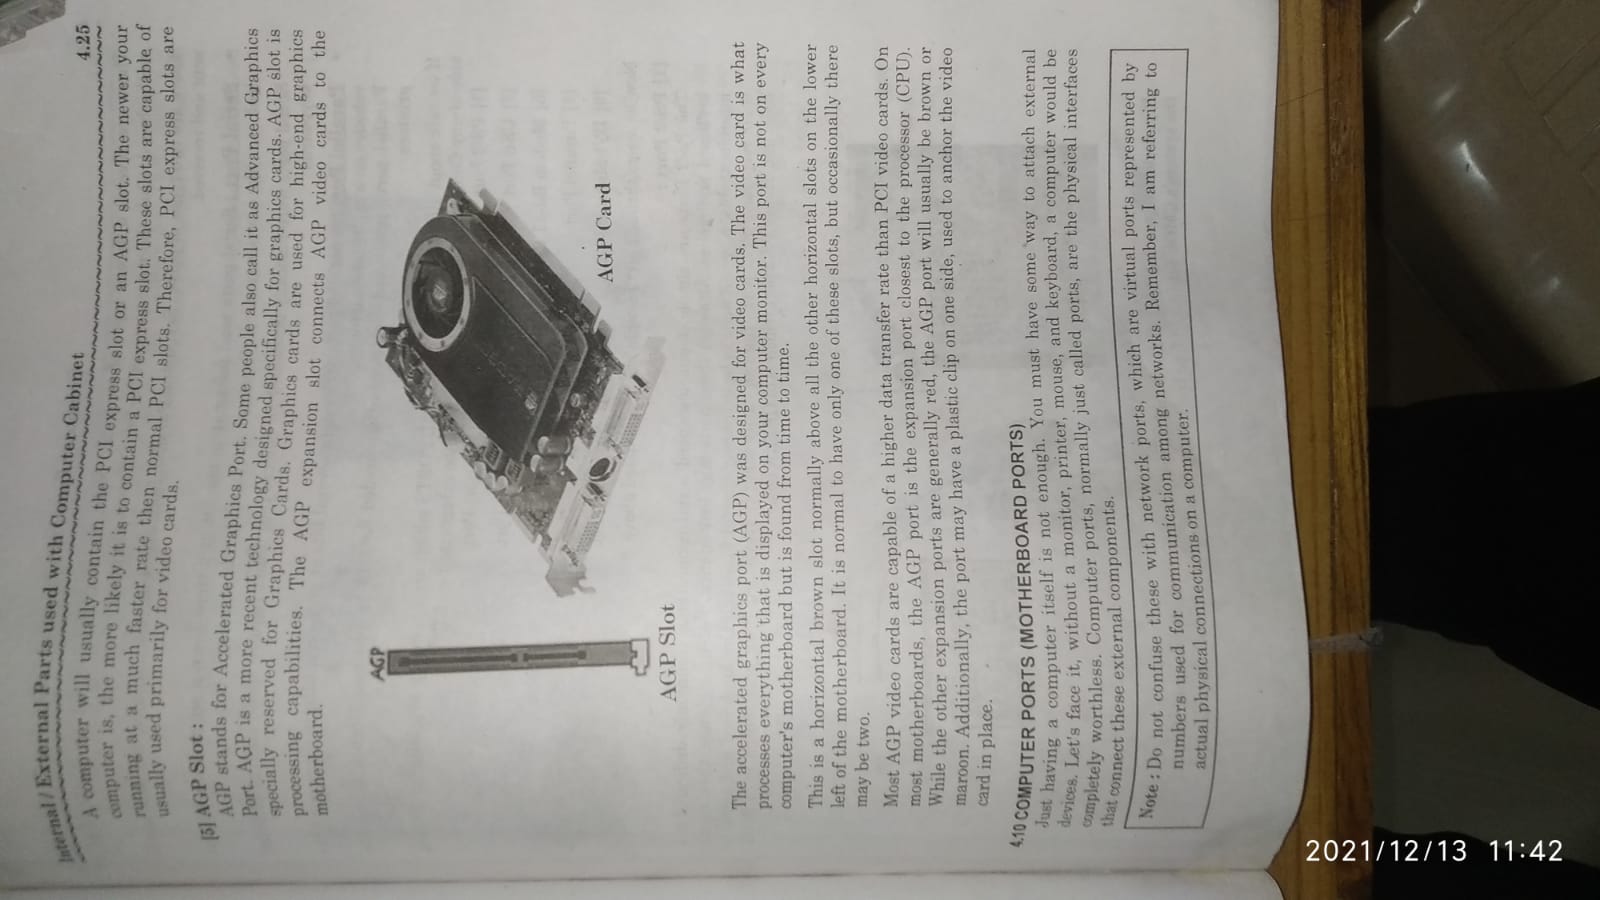 Internal / External Parts used with Computer Cabinet 4.25
A computer will usually contain the PCI express slot or an AGP slot. The newer your
computer is, the more likely it is to contain a PCI express slot. These slots are capable of
running at a much faster rate then normal PCI slots. Therefore, PCI express slots are
usually used primarily for video cards.
[5] AGP Slot :
AGP stands for Accelerated Graphics Port. Some people also call it as Advanced Graphics
Port. AGP is a more recent technology designed specifically for graphics cards. AGP slot is
specially reserved for Graphics Cards. Graphics cards are used for high-end graphics
processing capabilities. The AGP expansion slot connects AGP video cards to the
motherboard.
AGP
AGP Slot
AGP Card
The accelerated graphics port (AGP) was designed for video cards. The video card is what
processes everything that is displayed on your computer monitor. This port is not on every
computer's motherboard but is found from time to time.
This is a horizontal brown slot normally above all the other horizontal slots on the lower
left of the motherboard. It is normal to have only one of these slots, but occasionally there
may be two.
Most AGP video cards are capable of a higher data transfer rate than PCI video cards. On
most motherboards, the AGP port is the expansion port closest to the processor (CPU).
While the other expansion ports are generally red, the AGP port will usually be brown or
maroon. Additionally, the port may have a plastic clip on one side, used to anchor the video
card in place.
4.10 COMPUTER PORTS (MOTHERBOARD PORTS)
Just having a computer itself is not enough. You must have some way to attach external
devices. Let's face it, without a monitor, printer, mouse, and keyboard, a computer would be
completely worthless. Computer ports, normally just called ports, are the physical interfaces
that connect these external components.
Note : Do not confuse these with network ports, which are virtual ports represented by
numbers used for communication among networks. Remember, I am referring to
actual physical connections on a computer.
2021/12/13 11:42